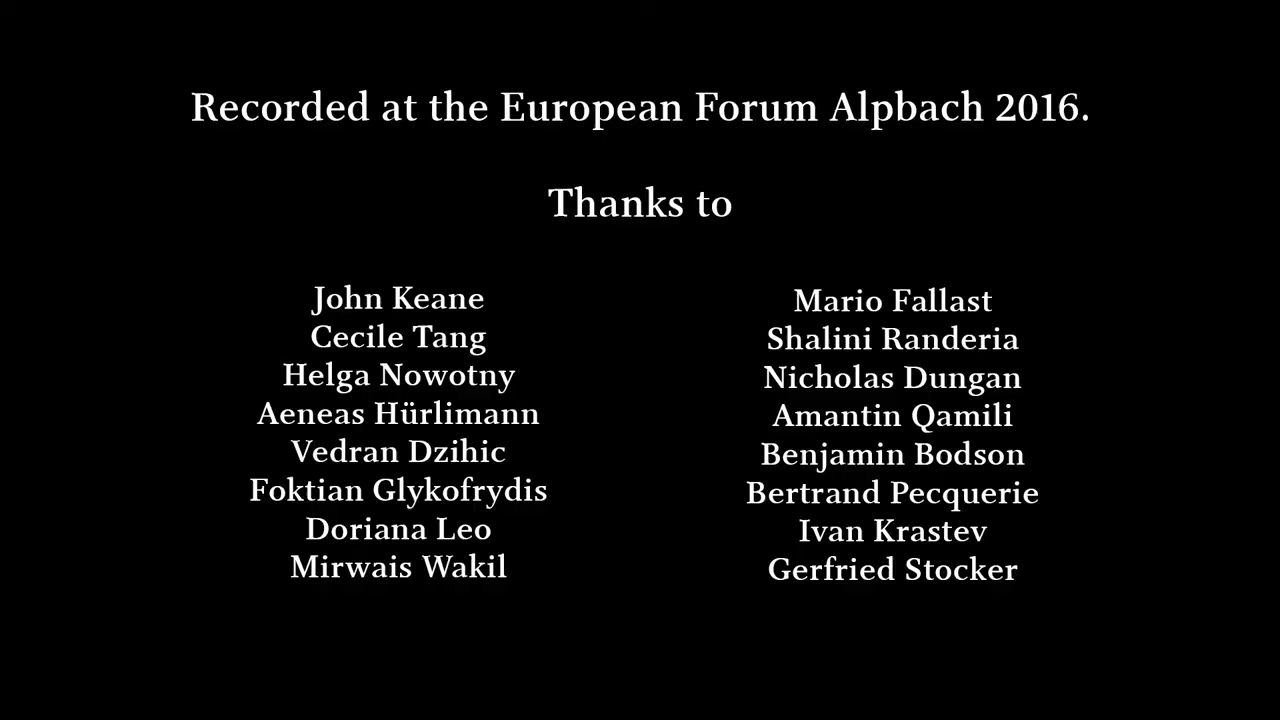 Recorded at the European Forum Alpbach 2016.
Thanks to
John Keane
Cecile Tang
Helga Nowotny
Aeneas Hürlimann
Vedran Dzihic
Foktian Glykofrydis
Doriana Leo
Mirwais Wakil
Mario Fallast
Shalini Randeria
Nicholas Dungan
Amantin Qamili
Benjamin Bodson
Bertrand Pecquerie
Ivan Krastev
Gerfried Stocker